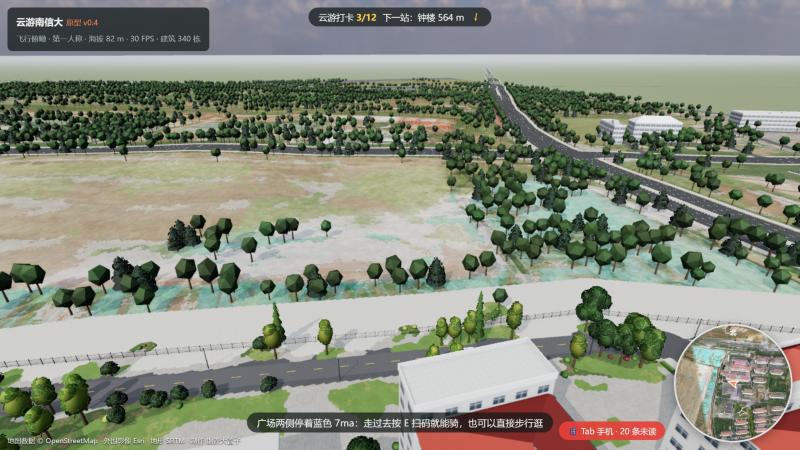 云游南信大 原型 v0.4
飞行俯瞰 · 第一人称 · 海拔 82 m · 30 FPS · 建筑 340 栋
云游打卡 3/12 下一站：钟楼 564 m ↓
广场两侧停着蓝色 7ma：走过去按 E 扫码就能骑，也可以直接步行逛
Tab 手机 · 20 条未读
地图数据 © OpenStreetMap · 外围影像 Esri · 地形 SRTM